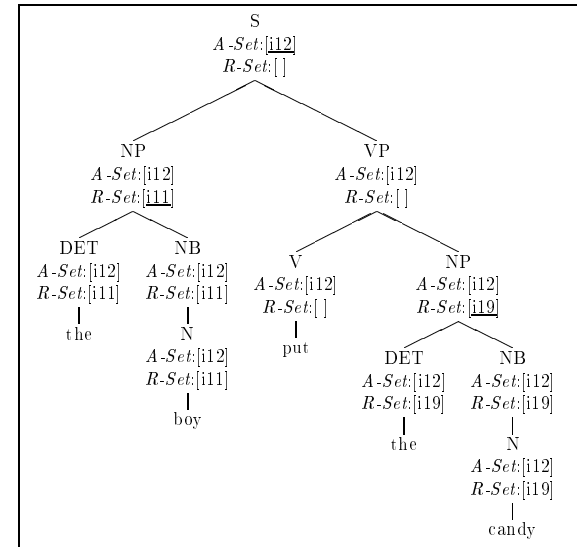 S
A-Set:[i12]
R-Set:[ ]
NP VP
A-Set:[i12] A-Set:[i12]
R-Set:[i11] R-Set:[ ]
DET NB V NP
A-Set:[i12] A-Set:[i12] A-Set:[i12] A-Set:[i12]
R-Set:[i11] R-Set:[i11] R-Set:[ ] R-Set:[i19]
the N put DET NB
A-Set:[i12] A-Set:[i12] A-Set:[i12]
R-Set:[i11] R-Set:[i19] R-Set:[i19]
boy the N
A-Set:[i12]
R-Set:[i19]
candy